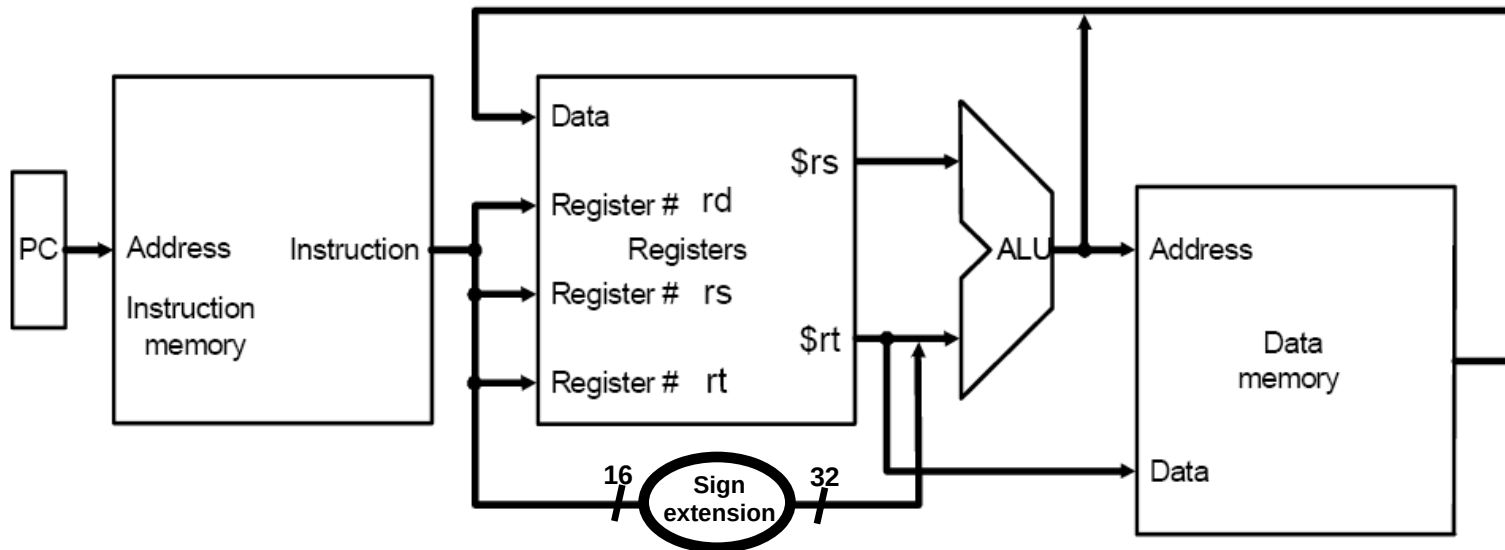 PC
Address
Instruction
Instruction
memory
Data
$rs
Register # rd
Registers
Register # rs
$rt
Register # rt
16
Sign
extension
32
ALU
Address
Data
memory
Data